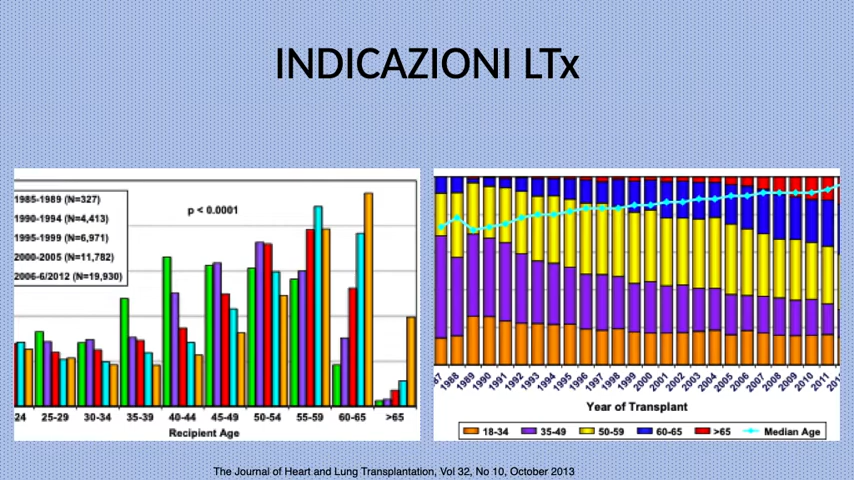 INDICAZIONI LTx
1985-1989 (N=327)
1990-1994 (N=4,413)
1995-1999 (N=6,971)
2000-2005 (N=11,782)
2006-6/2012 (N=19,930)
p < 0.0001
24 25-29 30-34 35-39 40-44 45-49 50-54 55-59 60-65 >65
Recipient Age
87 1988 1989 1990 1991 1992 1993 1994 1995 1996 1997 1998 1999 2000 2001 2002 2003 2004 2005 2006 2007 2008 2009 2010 2011 201
Year of Transplant
18-34 35-49 50-59 60-65 >65 Median Age
The Journal of Heart and Lung Transplantation, Vol 32, No 10, October 2013